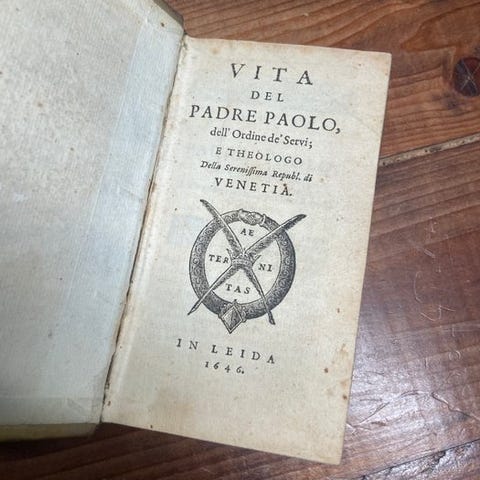 VITA
DEL
PADRE PAOLO,
dell'Ordine de' Servi;
E THEOLOGO
Della Sereniſſima Republ. di
VENETIA.
AE
TER NI
TAS
IN LEIDA
1646.